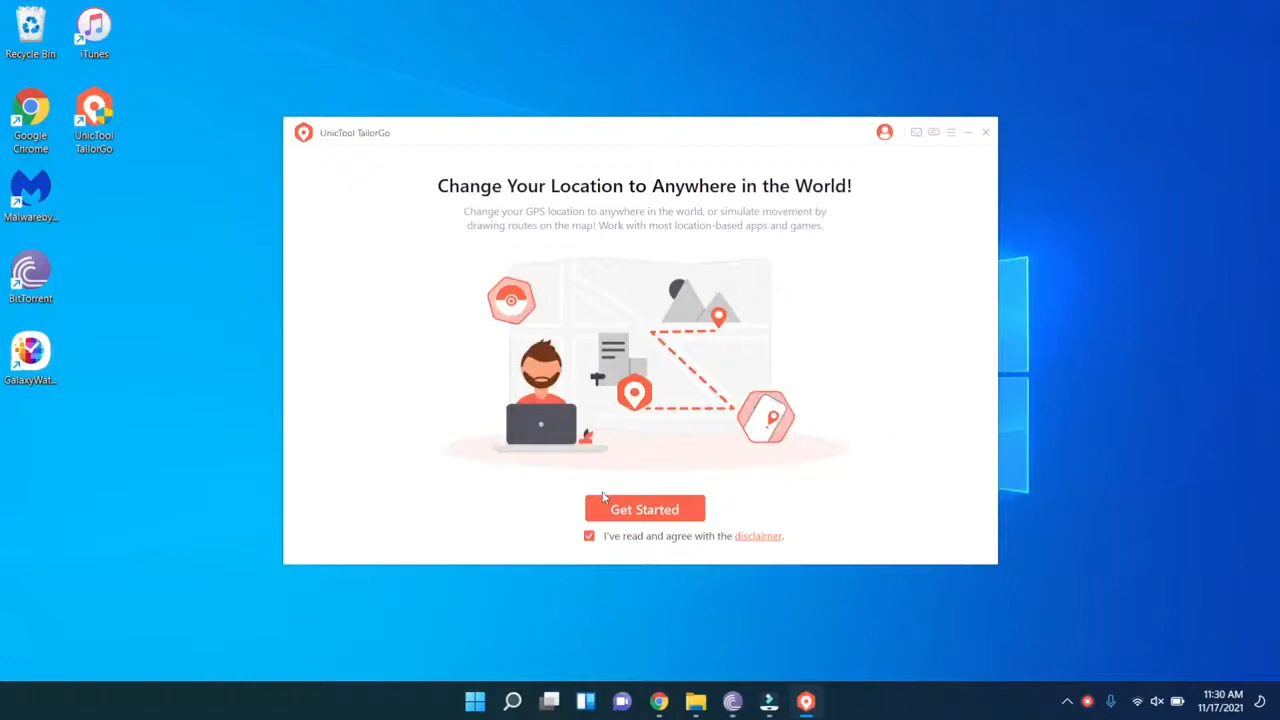 Recycle Bin
iTunes
Google
Chrome
UnicTool
TailorGo
Malwareby...
BitTorrent
GalaxyWat...
UnicTool TailorGo
Change Your Location to Anywhere in the World!
Change your GPS location to anywhere in the world, or simulate movement by
drawing routes on the map! Work with most location-based apps and games.
Get Started
I've read and agree with the disclaimer.
11:30 AM
11/17/2021